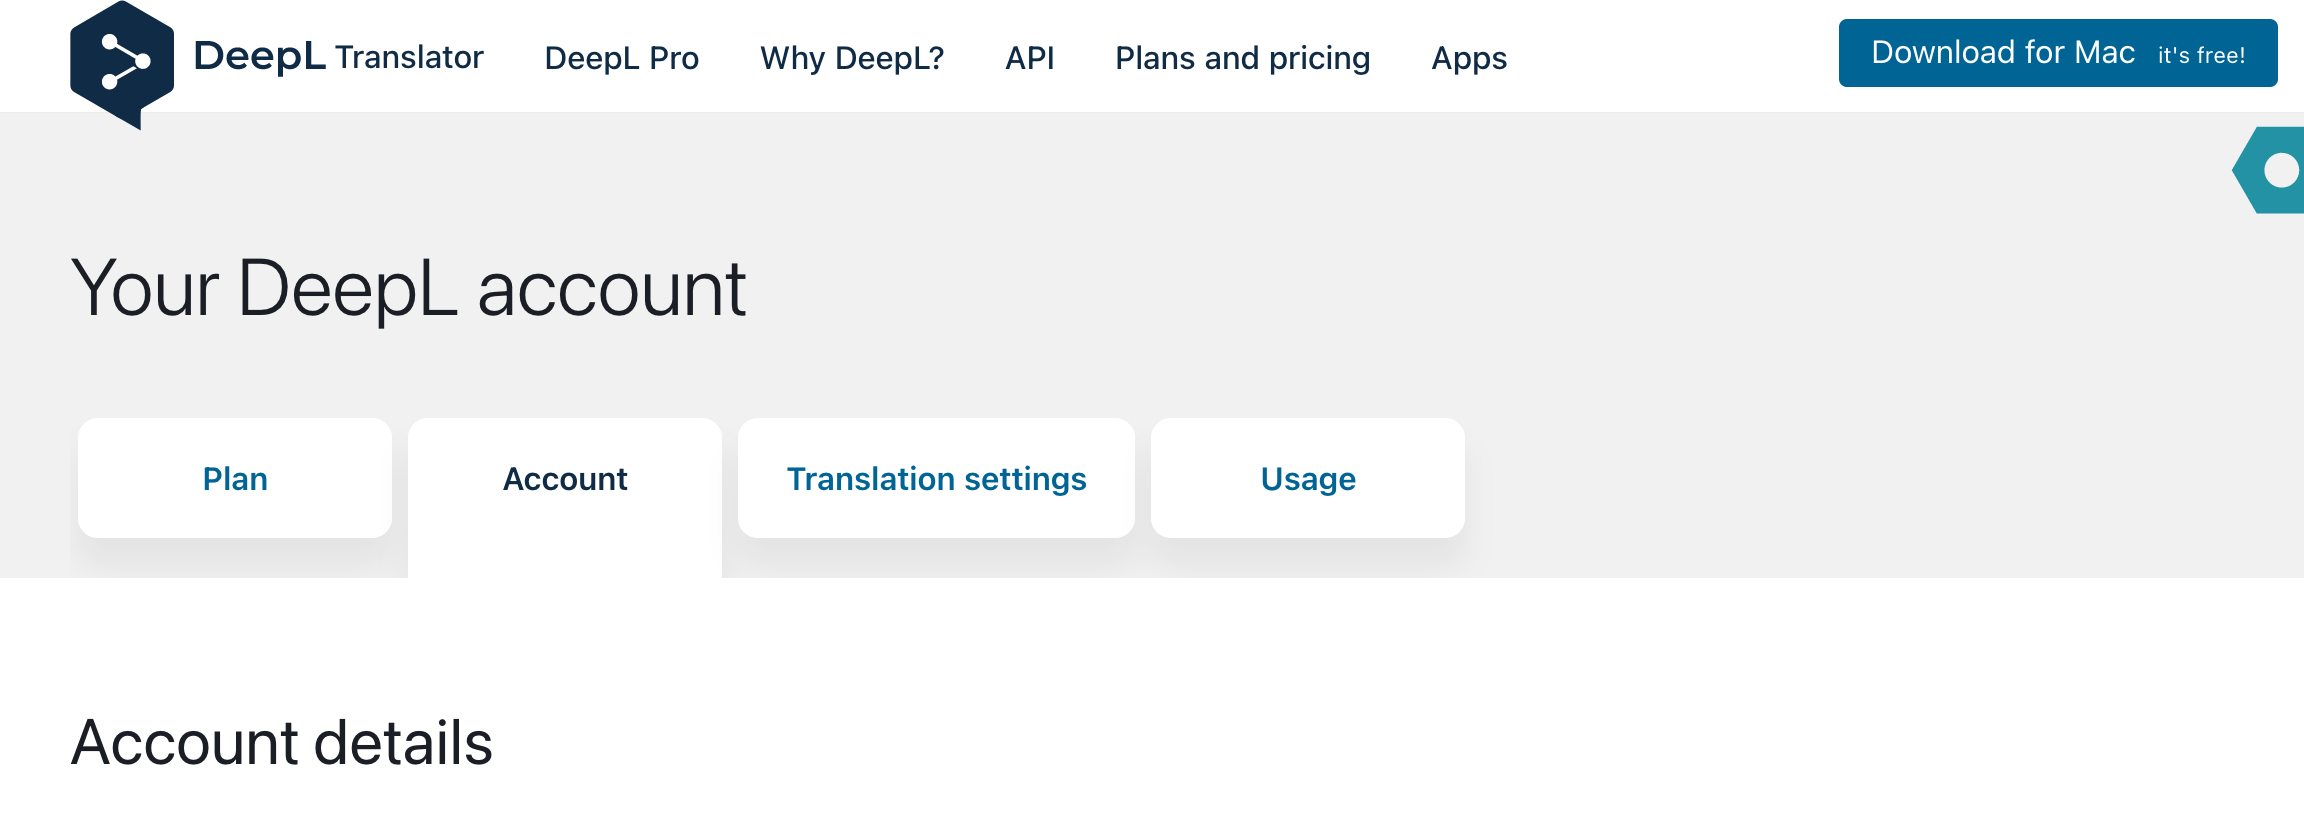 DeepL Translator DeepL Pro Why DeepL? API Plans and pricing Apps Download for Mac it's free!
Your DeepL account
Plan Account Translation settings Usage
Account details